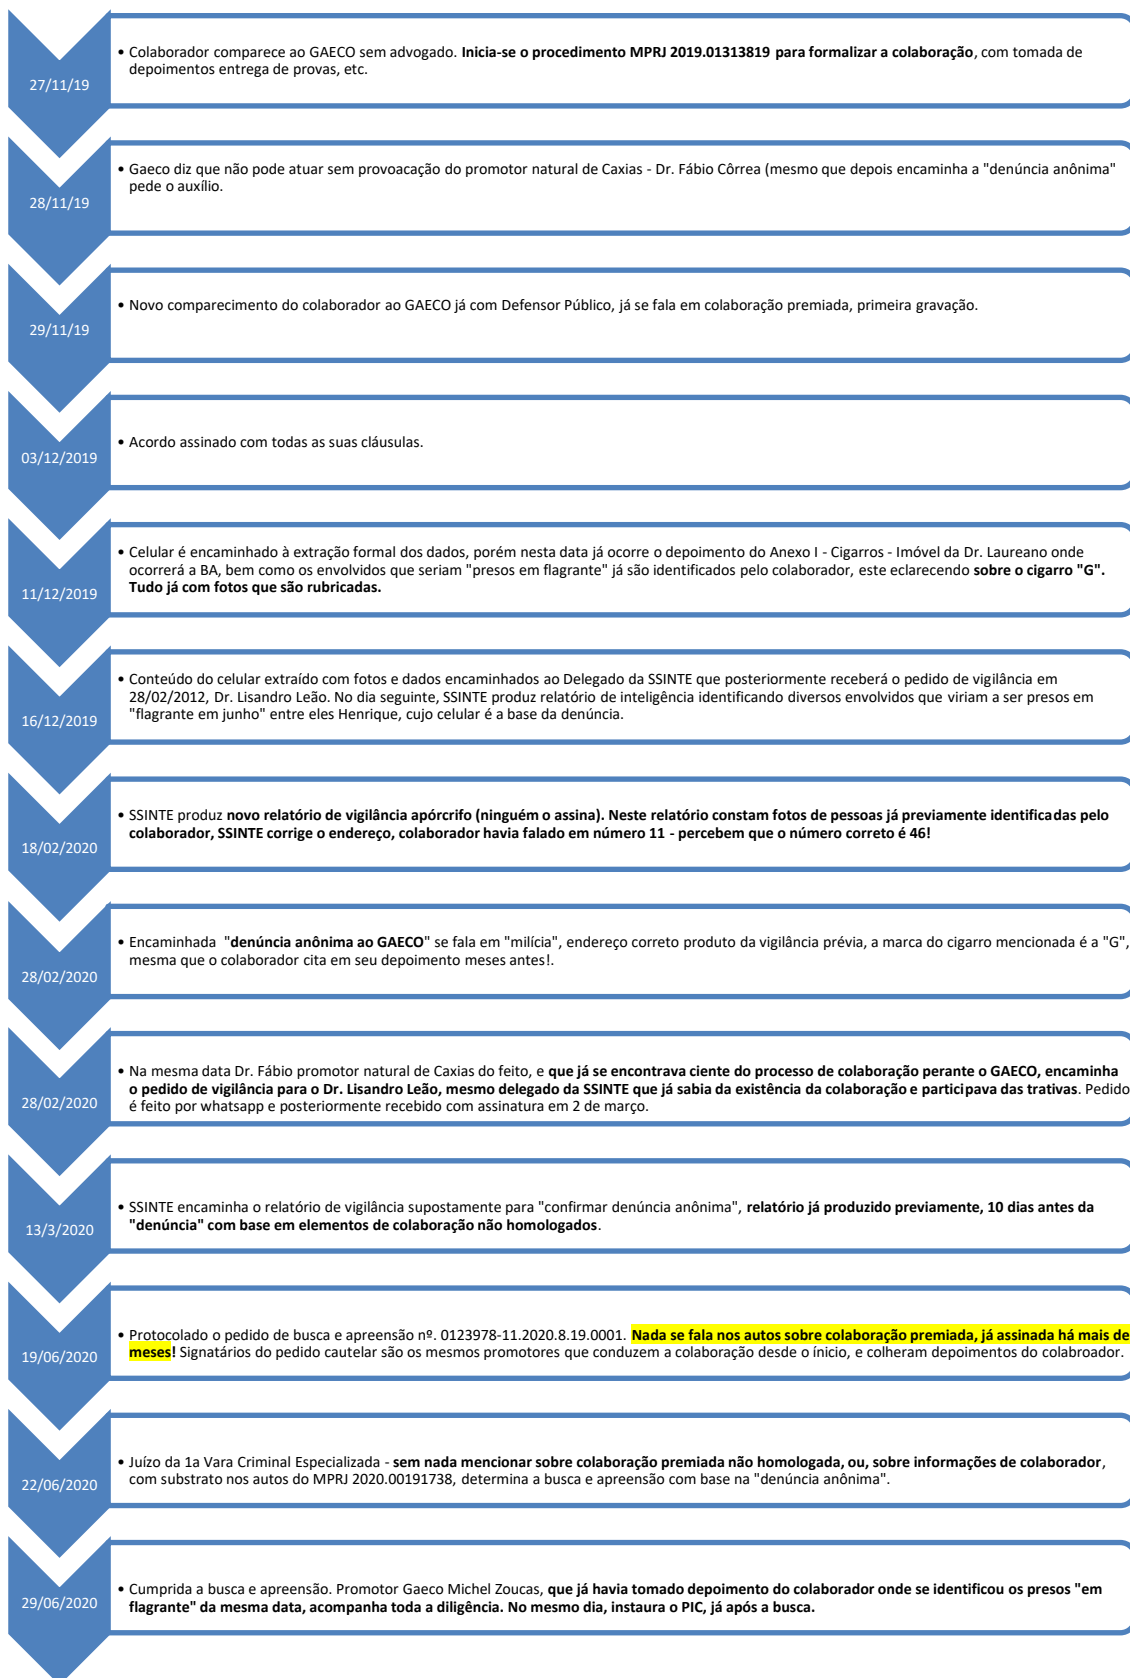 27/11/19
• Colaborador comparece ao GAECO sem advogado. Inicia-se o procedimento MPRJ 2019.01313819 para formalizar a colaboração, com tomada de
depoimentos entrega de provas, etc.
28/11/19
• Gaeco diz que não pode atuar sem provoacação do promotor natural de Caxias - Dr. Fábio Côrrea (mesmo que depois encaminha a "denúncia anônima"
pede o auxílio.
29/11/19
• Novo comparecimento do colaborador ao GAECO já com Defensor Público, já se fala em colaboração premiada, primeira gravação.
03/12/2019
• Acordo assinado com todas as suas cláusulas.
11/12/2019
• Celular é encaminhado à extração formal dos dados, porém nesta data já ocorre o depoimento do Anexo I - Cigarros - Imóvel da Dr. Laureano onde
ocorrerá a BA, bem como os envolvidos que seriam "presos em flagrante" já são identificados pelo colaborador, este eclarecendo sobre o cigarro "G".
Tudo já com fotos que são rubricadas.
16/12/2019
• Conteúdo do celular extraído com fotos e dados encaminhados ao Delegado da SSINTE que posteriormente receberá o pedido de vigilância em
28/02/2012, Dr. Lisandro Leão. No dia seguinte, SSINTE produz relatório de inteligência identificando diversos envolvidos que viriam a ser presos em
"flagrante em junho" entre eles Henrique, cujo celular é a base da denúncia.
18/02/2020
• SSINTE produz novo relatório de vigilância apórcrifo (ninguém o assina). Neste relatório constam fotos de pessoas já previamente identificadas pelo
colaborador, SSINTE corrige o endereço, colaborador havia falado em número 11 - percebem que o número correto é 46!
28/02/2020
• Encaminhada "denúncia anônima ao GAECO" se fala em "milícia", endereço correto produto da vigilância prévia, a marca do cigarro mencionada é a "G",
mesma que o colaborador cita em seu depoimento meses antes!.
28/02/2020
• Na mesma data Dr. Fábio promotor natural de Caxias do feito, e que já se encontrava ciente do processo de colaboração perante o GAECO, encaminha
o pedido de vigilância para o Dr. Lisandro Leão, mesmo delegado da SSINTE que já sabia da existência da colaboração e participava das trativas. Pedido
é feito por whatsapp e posteriormente recebido com assinatura em 2 de março.
13/3/2020
• SSINTE encaminha o relatório de vigilância supostamente para "confirmar denúncia anônima", relatório já produzido previamente, 10 dias antes da
"denúncia" com base em elementos de colaboração não homologados.
19/06/2020
• Protocolado o pedido de busca e apreensão nº. 0123978-11.2020.8.19.0001. Nada se fala nos autos sobre colaboração premiada, já assinada há mais de
meses! Signatários do pedido cautelar são os mesmos promotores que conduzem a colaboração desde o ínicio, e colheram depoimentos do colabroador.
22/06/2020
• Juízo da 1a Vara Criminal Especializada - sem nada mencionar sobre colaboração premiada não homologada, ou, sobre informações de colaborador,
com substrato nos autos do MPRJ 2020.00191738, determina a busca e apreensão com base na "denúncia anônima".
29/06/2020
• Cumprida a busca e apreensão. Promotor Gaeco Michel Zoucas, que já havia tomado depoimento do colaborador onde se identificou os presos "em
flagrante" da mesma data, acompanha toda a diligência. No mesmo dia, instaura o PIC, já após a busca.